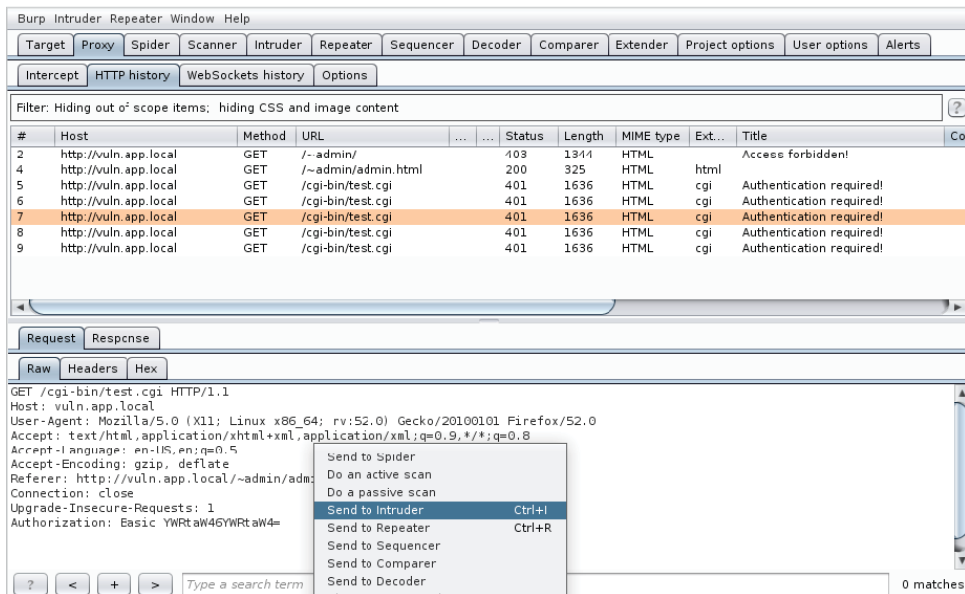 Burp Intruder Repeater Window Help
Target Proxy Spider Scanner Intruder Repeater Sequencer Decoder Comparer Extender Project options User options Alerts
Intercept HTTP history WebSockets history Options
Filter: Hiding out of scope items; hiding CSS and image content ?
# Host Method URL ... ... Status Length MIME type Ext... Title Co
2 http://vuln.app.local GET /~admin/ 403 1344 HTML Access forbidden!
4 http://vuln.app.local GET /~admin/admin.html 200 325 HTML html
5 http://vuln.app.local GET /cgi-bin/test.cgi 401 1636 HTML cgi Authentication required!
6 http://vuln.app.local GET /cgi-bin/test.cgi 401 1636 HTML cgi Authentication required!
7 http://vuln.app.local GET /cgi-bin/test.cgi 401 1636 HTML cgi Authentication required!
8 http://vuln.app.local GET /cgi-bin/test.cgi 401 1636 HTML cgi Authentication required!
9 http://vuln.app.local GET /cgi-bin/test.cgi 401 1636 HTML cgi Authentication required!
Request Response
Raw Headers Hex
GET /cgi-bin/test.cgi HTTP/1.1
Host: vuln.app.local
User-Agent: Mozilla/5.0 (X11; Linux x86_64; rv:52.0) Gecko/20100101 Firefox/52.0
Accept: text/html,application/xhtml+xml,application/xml;q=0.9,*/*;q=0.8
Accept-Language: en-US,en;q=0.5
Accept-Encoding: gzip, deflate
Referer: http://vuln.app.local/~admin/admi
Connection: close
Upgrade-Insecure-Requests: 1
Authorization: Basic YWRtaW46YWRtaW4=
Send to Spider
Do an active scan
Do a passive scan
Send to Intruder Ctrl+I
Send to Repeater Ctrl+R
Send to Sequencer
Send to Comparer
Send to Decoder
? < + > Type a search term 0 matches